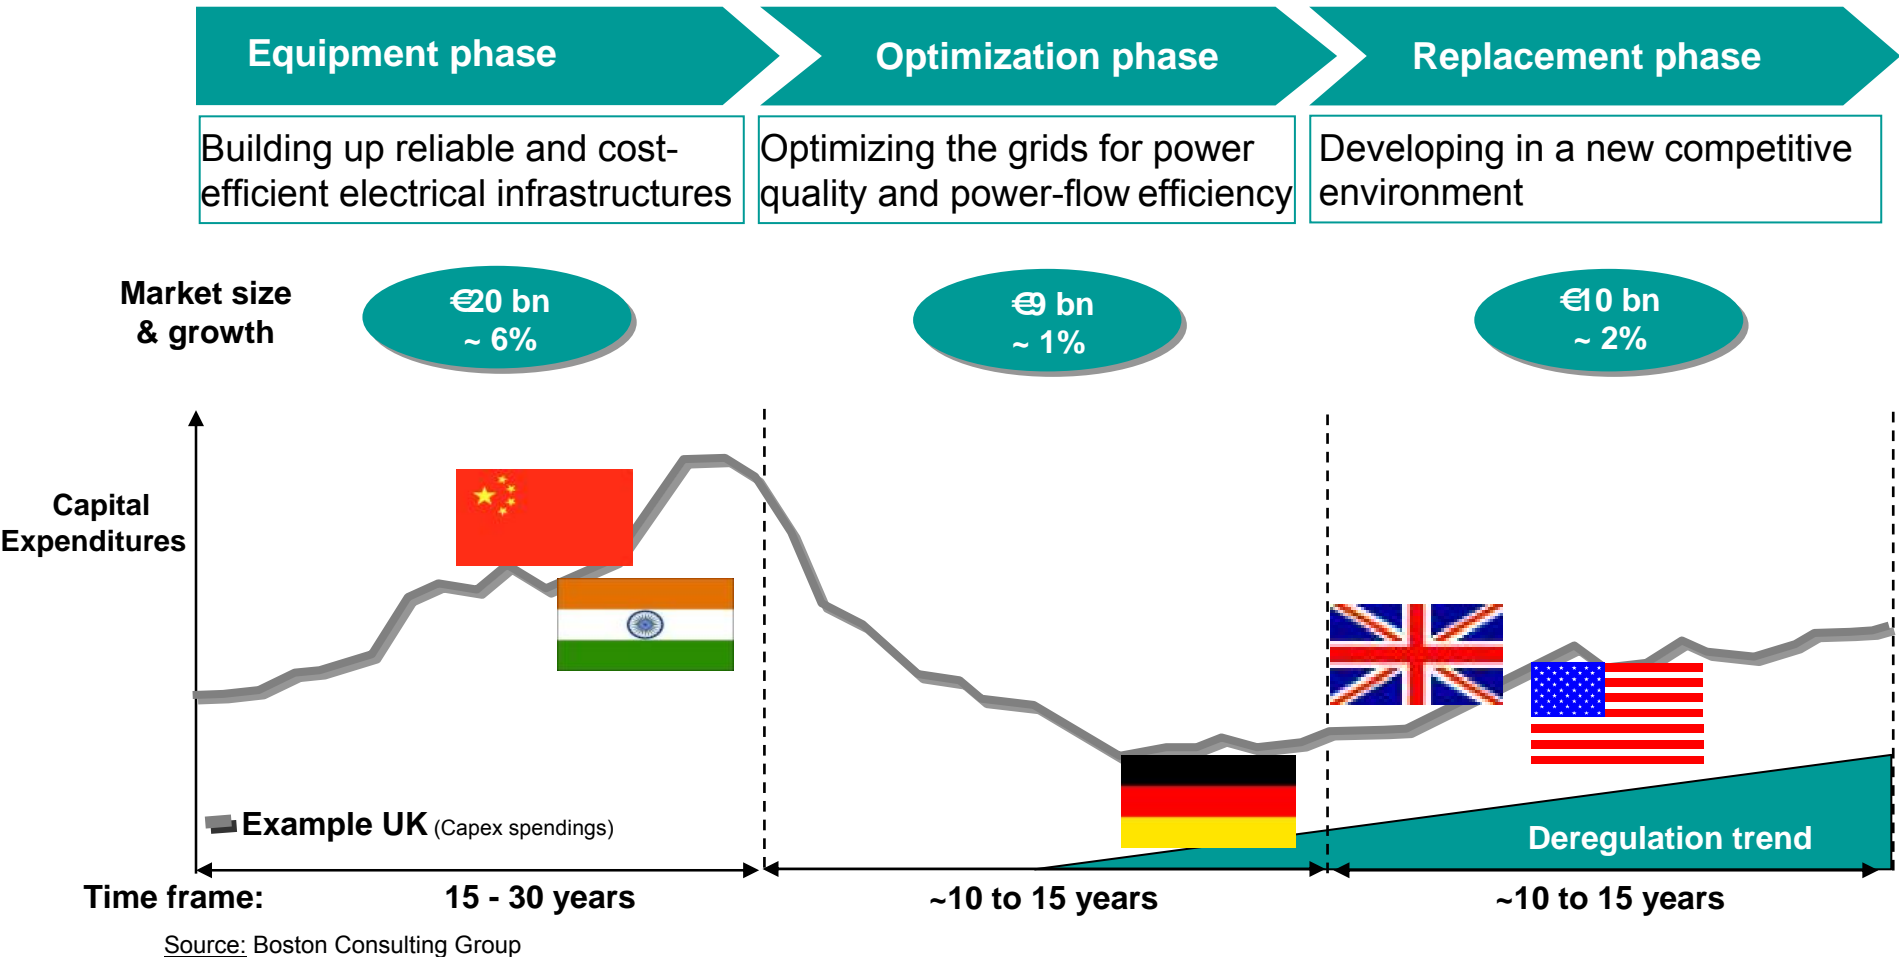 Equipment phase
Optimization phase
Replacement phase
Building up reliable and cost-
efficient electrical infrastructures
Optimizing the grids for power
quality and power-flow efficiency
Developing in a new competitive
environment
Market size
& growth
€20 bn
~ 6%
€9 bn
~ 1%
€10 bn
~ 2%
Capital
Expenditures
Example UK (Capex spendings)
Deregulation trend
Time frame:
15 - 30 years
~10 to 15 years
~10 to 15 years
Source: Boston Consulting Group